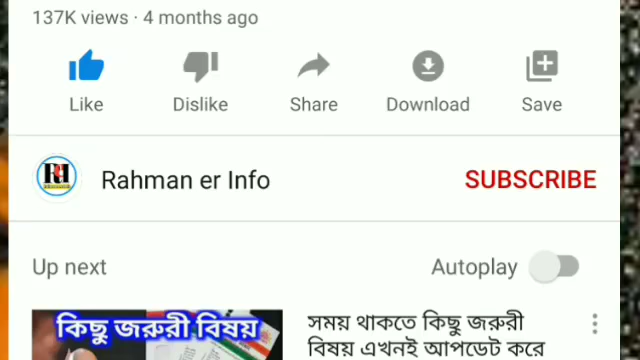 137K views · 4 months ago
Like Dislike Share Download Save
Rahman er Info SUBSCRIBE
Up next Autoplay
কিছু জরুরী বিষয়
সময় থাকতে কিছু জরুরী
বিষয় এখনই আপডেট করে